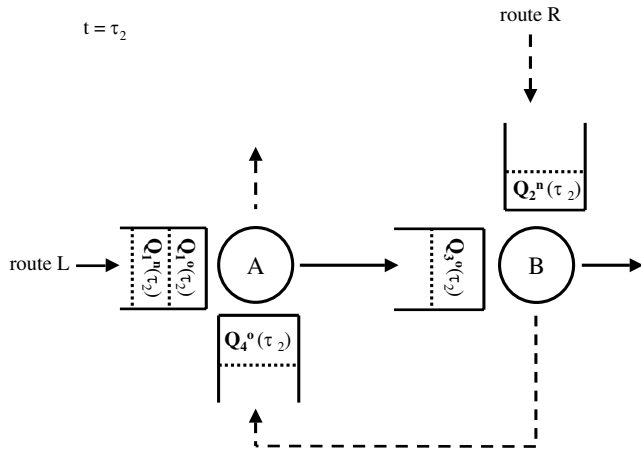 t = τ₂
route R
Q₂ⁿ(τ₂)
route L
Q₁ⁿ(τ₂)
Q₁ᵒ(τ₂)
A
Q₃ᵒ(τ₂)
B
Q₄ᵒ(τ₂)